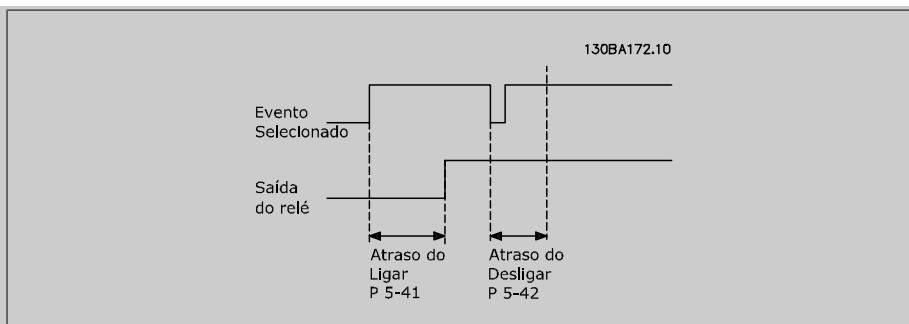 130BA172.10
Evento
Selecionado
Saída
do relé
Atraso do
Ligar
P 5-41
Atraso do
Desligar
P 5-42